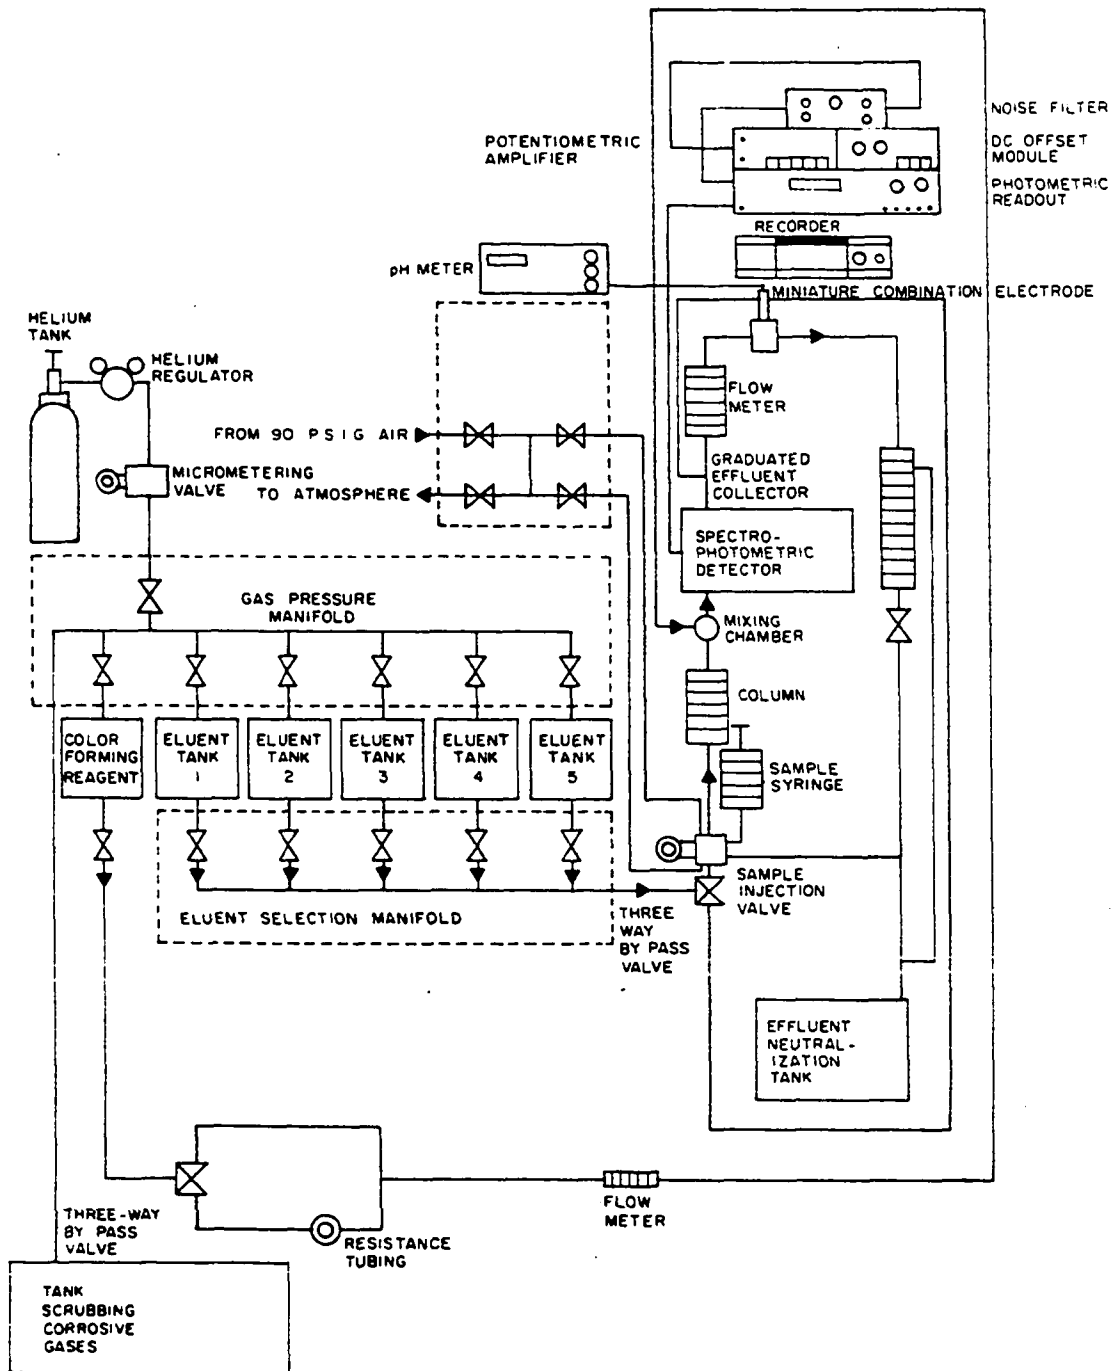 NOISE FILTER
POTENTIOMETRIC
AMPLIFIER
DC OFFSET
MODULE
PHOTOMETRIC
READOUT
RECORDER
pH METER
MINIATURE COMBINATION ELECTRODE
HELIUM
TANK
HELIUM
REGULATOR
FLOW
METER
FROM 90 PSIG AIR
MICROMETERING
VALVE
TO ATMOSPHERE
GRADUATED
EFFLUENT
COLLECTOR
SPECTRO-
PHOTOMETRIC
DETECTOR
GAS PRESSURE
MANIFOLD
MIXING
CHAMBER
COLUMN
COLOR
FORMING
REAGENT
ELUENT
TANK
1
ELUENT
TANK
2
ELUENT
TANK
3
ELUENT
TANK
4
ELUENT
TANK
5
SAMPLE
SYRINGE
SAMPLE
INJECTION
VALVE
ELUENT SELECTION MANIFOLD
THREE
WAY
BY PASS
VALVE
EFFLUENT
NEUTRAL-
IZATION
TANK
THREE-WAY
BY PASS
VALVE
RESISTANCE
TUBING
FLOW
METER
TANK
SCRUBBING
CORROSIVE
GASES